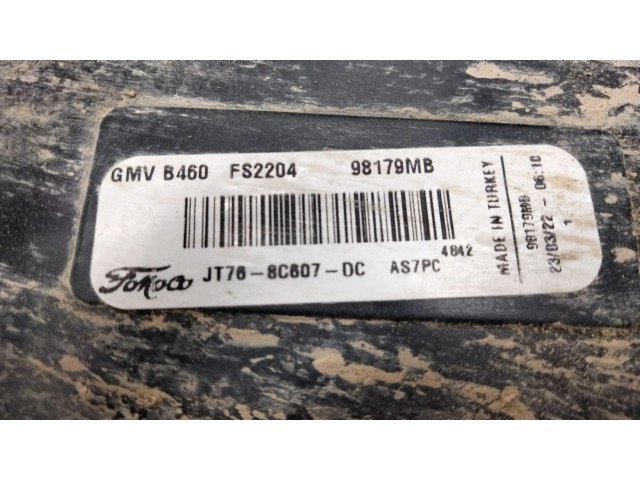 GMV B460 FS2204 98179MB
4842
FoMoCo JT76-8C607-DC AS7PC
MADE IN TURKEY
98179MB
23/03/22 - 06:10
1